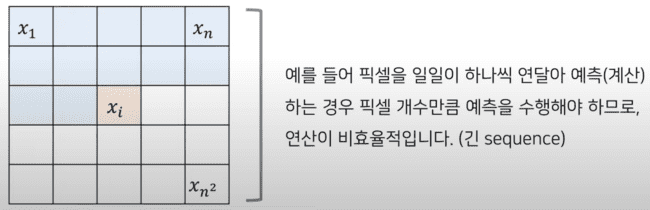 x₁ xₙ
xᵢ
xₙ²
예를 들어 픽셀을 일일이 하나씩 연달아 예측(계산)
하는 경우 픽셀 개수만큼 예측을 수행해야 하므로,
연산이 비효율적입니다. (긴 sequence)